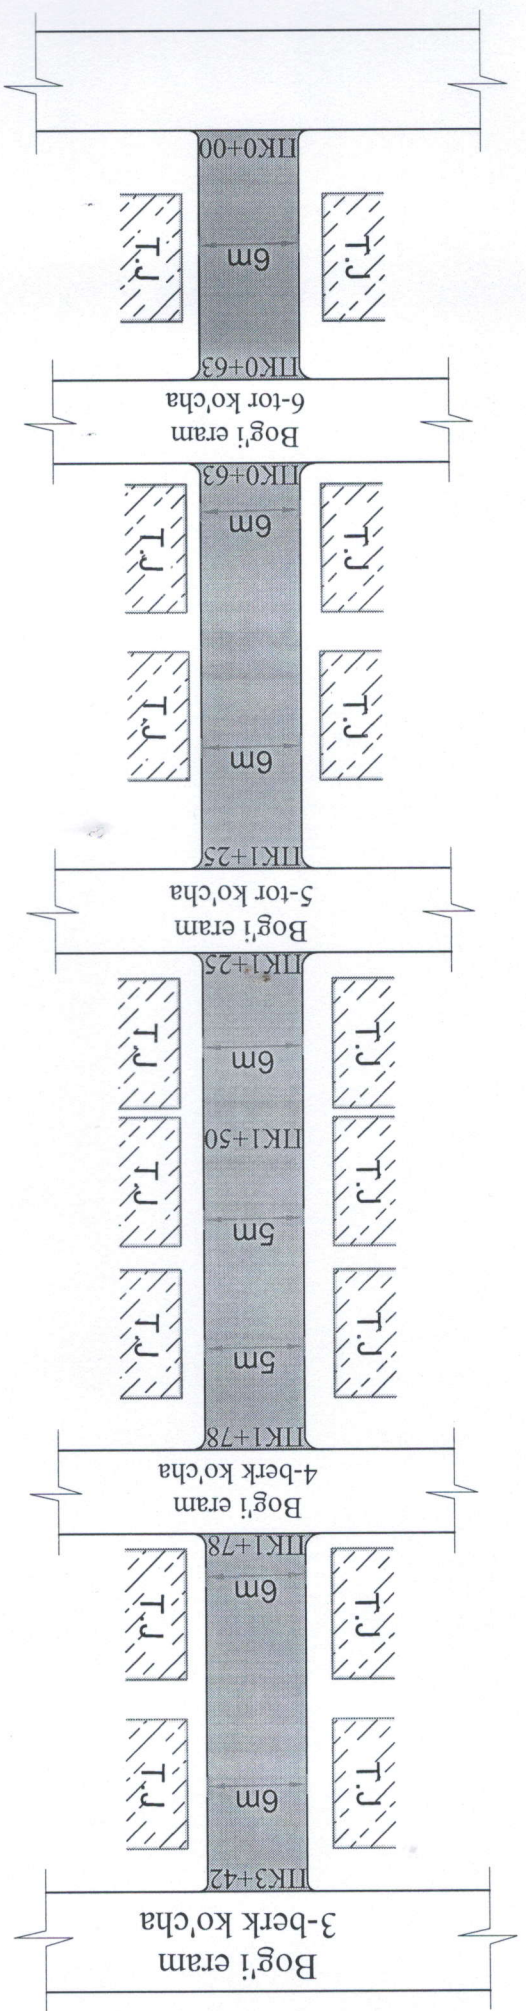 Bog'i eram
3-berk ko'cha
ПК3+42
T.J
6m
T.J
T.J
6m
T.J
ПК1+78
Bog'i eram
4-berk ko'cha
ПК1+78
T.J
5m
T.J
T.J
5m
T.J
ПК1+50
T.J
6m
T.J
ПК1+25
Bog'i eram
5-tor ko'cha
ПК1+25
T.J
6m
T.J
T.J
6m
T.J
ПК0+63
Bog'i eram
6-tor ko'cha
ПК0+63
T.J
6m
T.J
ПК0+00